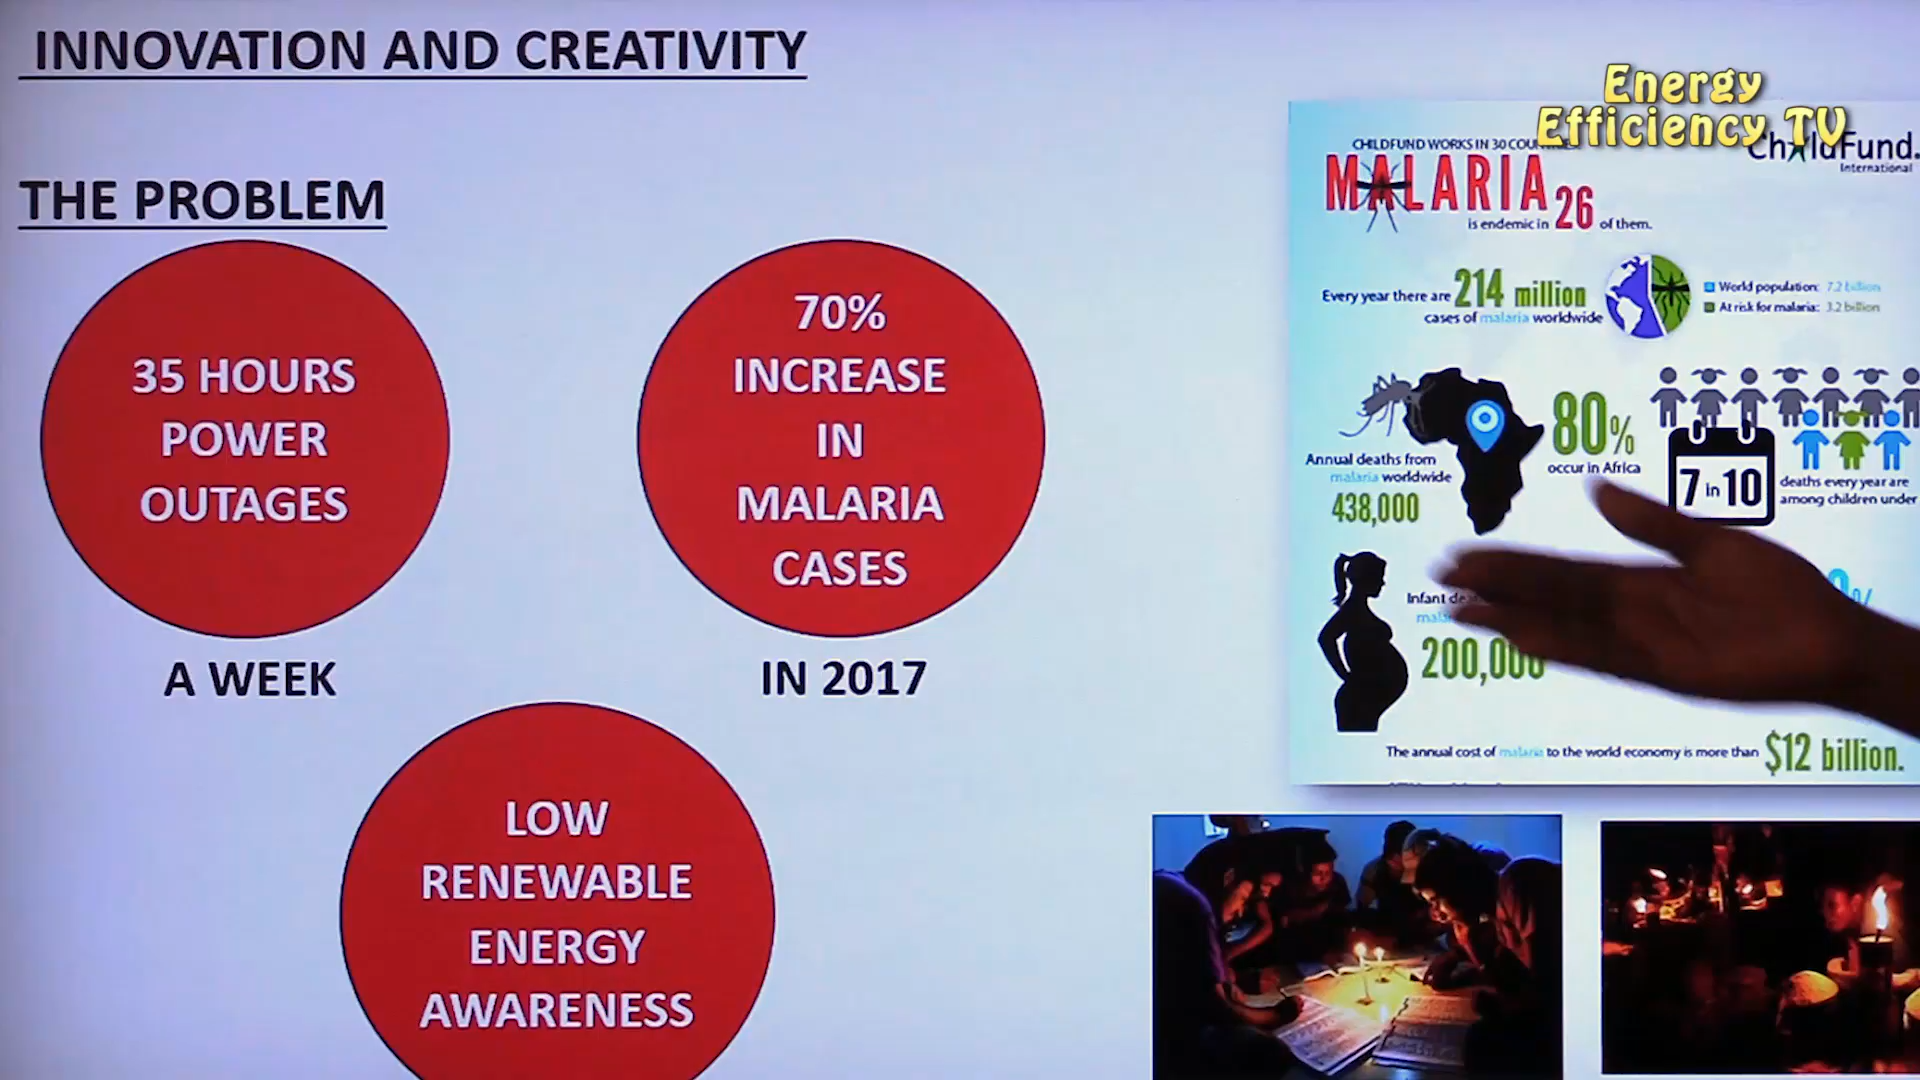 INNOVATION AND CREATIVITY
THE PROBLEM
35 HOURS
POWER
OUTAGES
A WEEK
70%
INCREASE
IN
MALARIA
CASES
IN 2017
LOW
RENEWABLE
ENERGY
AWARENESS
Energy
Efficiency TV
CHILDFUND WORKS IN 30
ChildFund.
International
MALARIA
is endemic in 26 of them.
Every year there are 214 million
cases of malaria worldwide
World population: 7.2 billion
At risk for malaria: 3.2 billion
Annual deaths from
malaria worldwide
438,000
80%
occur in Africa
7 in 10
deaths every year are
among children under
Infant
200,000
The annual cost of malaria to the world economy is more than $12 billion.